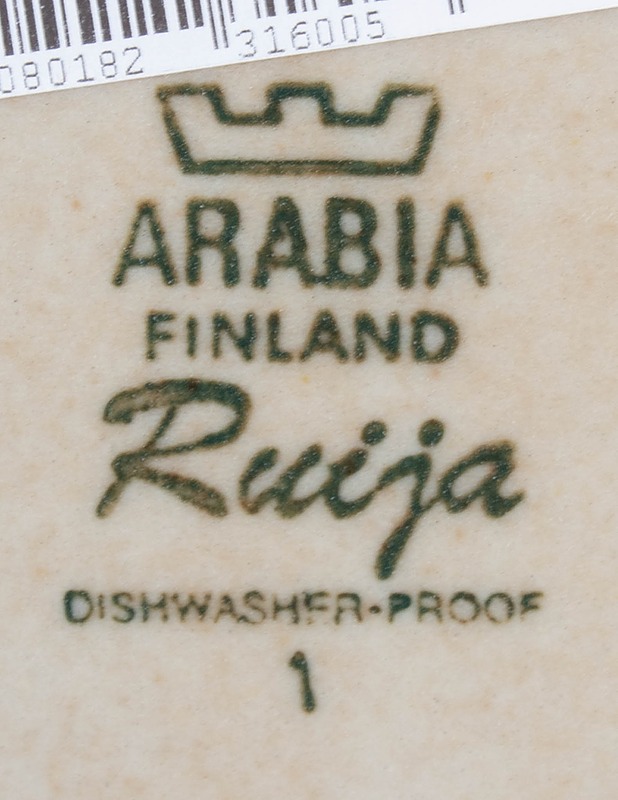 080182 316005
ARABIA
FINLAND
Ruija
DISHWASHER-PROOF
1